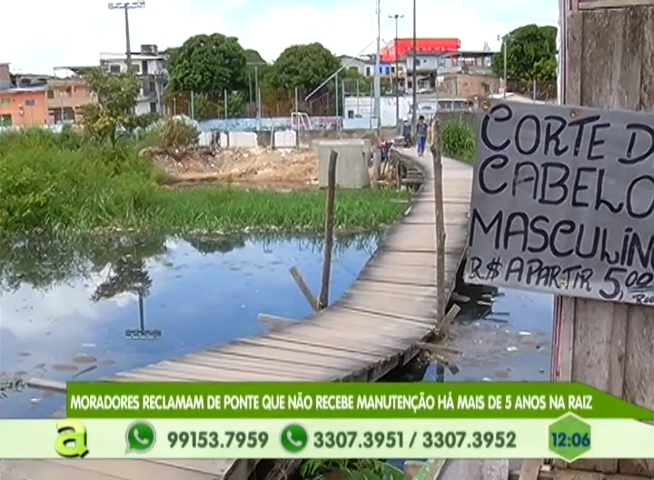 CORTE D
CABELO
MASCULIN
R$ A PARTIR 5,00
MORADORES RECLAMAM DE PONTE QUE NÃO RECEBE MANUTENÇÃO HÁ MAIS DE 5 ANOS NA RAIZ
a 99153.7959 3307.3951 / 3307.3952 12:06